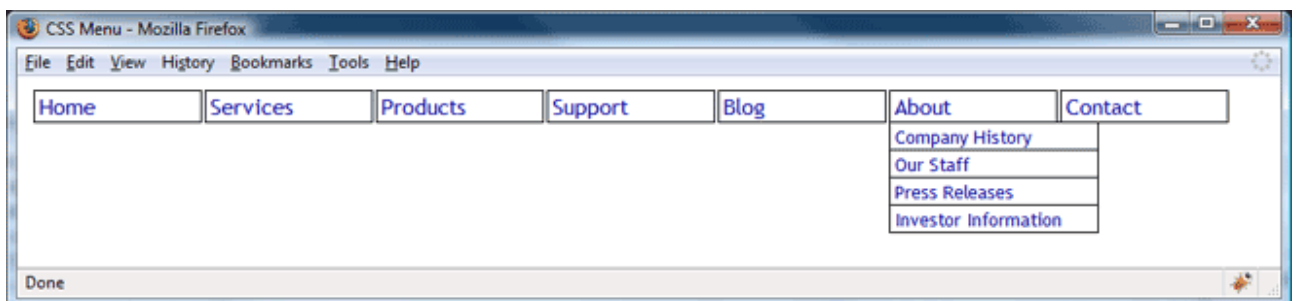 CSS Menu - Mozilla Firefox
File Edit View History Bookmarks Tools Help
Home Services Products Support Blog About Contact
Company History
Our Staff
Press Releases
Investor Information
Done